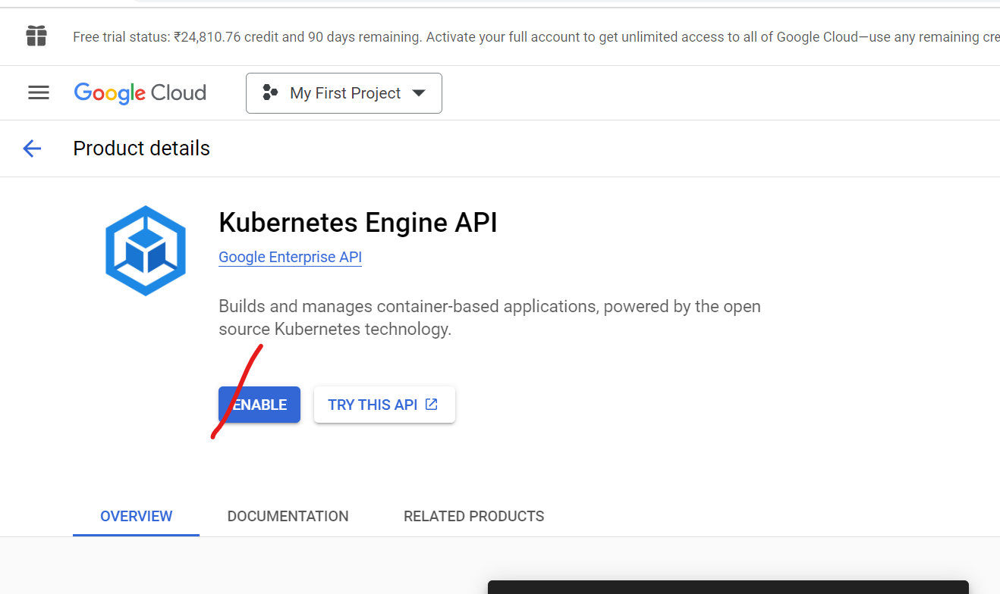 Free trial status: ₹24,810.76 credit and 90 days remaining. Activate your full account to get unlimited access to all of Google Cloud—use any remaining cre
Google Cloud
My First Project
Product details
Kubernetes Engine API
Google Enterprise API
Builds and manages container-based applications, powered by the open
source Kubernetes technology.
ENABLE
TRY THIS API
OVERVIEW
DOCUMENTATION
RELATED PRODUCTS